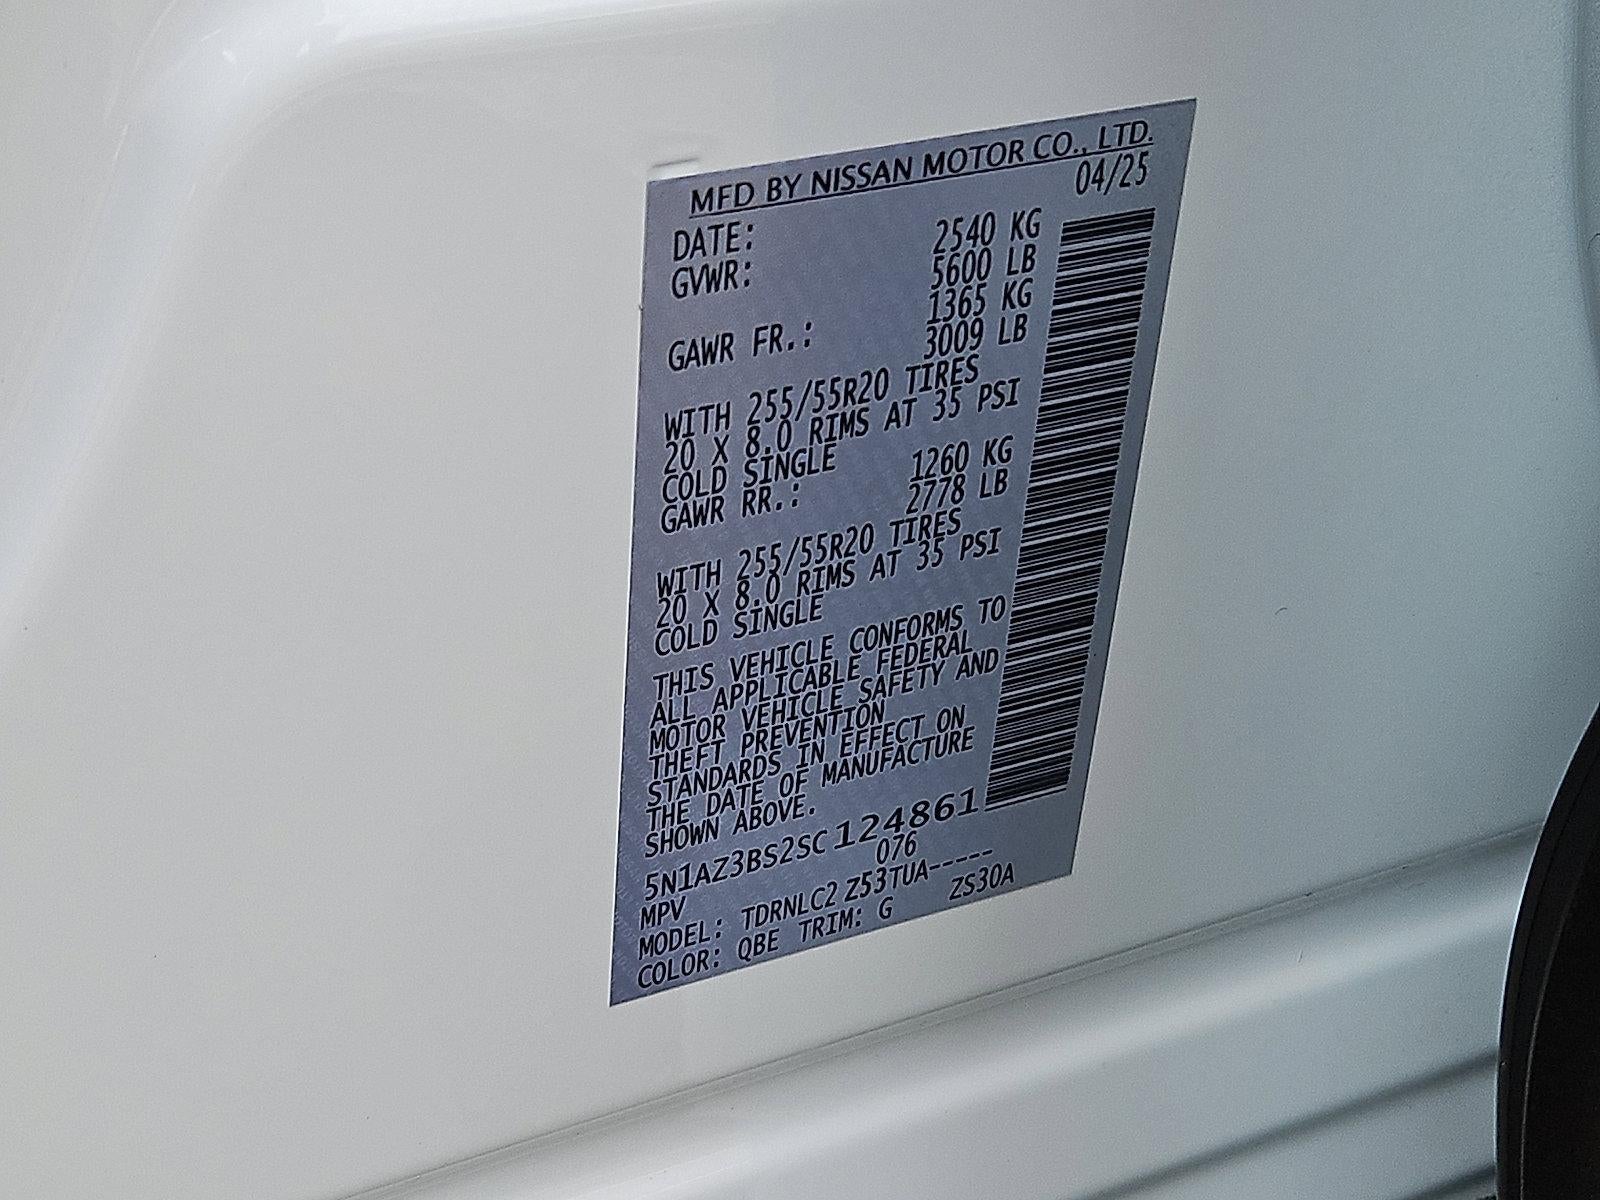 MFD BY NISSAN MOTOR CO., LTD.
DATE: 04/25
GVWR: 2540 KG
5600 LB
1365 KG
GAWR FR.: 3009 LB
WITH 255/55R20 TIRES
20 X 8.0 RIMS AT 35 PSI
COLD SINGLE
GAWR RR.: 1260 KG
2778 LB
WITH 255/55R20 TIRES
20 X 8.0 RIMS AT 35 PSI
COLD SINGLE
THIS VEHICLE CONFORMS TO
ALL APPLICABLE FEDERAL
MOTOR VEHICLE SAFETY AND
THEFT PREVENTION
STANDARDS IN EFFECT ON
THE DATE OF MANUFACTURE
SHOWN ABOVE.
5N1AZ3BS2SC124861
MPV 076
MODEL: TDRNLC2 Z53TUA-----
COLOR: QBE TRIM: G ZS30A